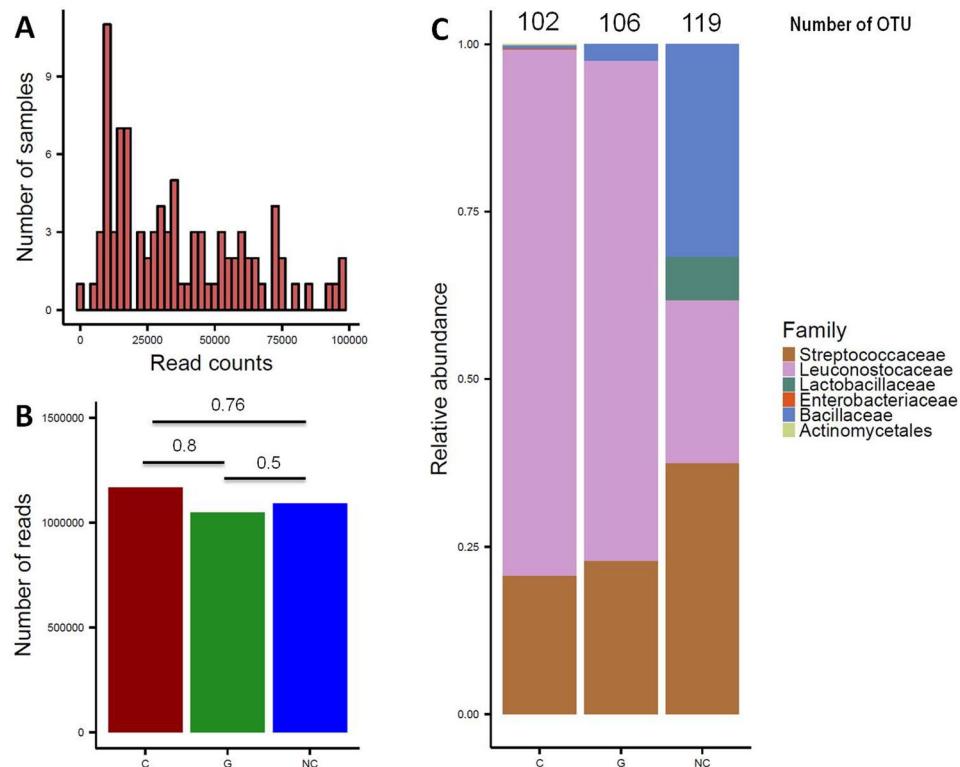 A
Number of samples
9
6
3
0
0 25000 50000 75000 100000
Read counts
B
0.76
0.8
0.5
Number of reads
1500000
1000000
500000
0
C G NC
C
102 106 119 Number of OTU
Relative abundance
1.00
0.75
0.50
0.25
0.00
C G NC
Family
Streptococcaceae
Leuconostocaceae
Lactobacillaceae
Enterobacteriaceae
Bacillaceae
Actinomycetales